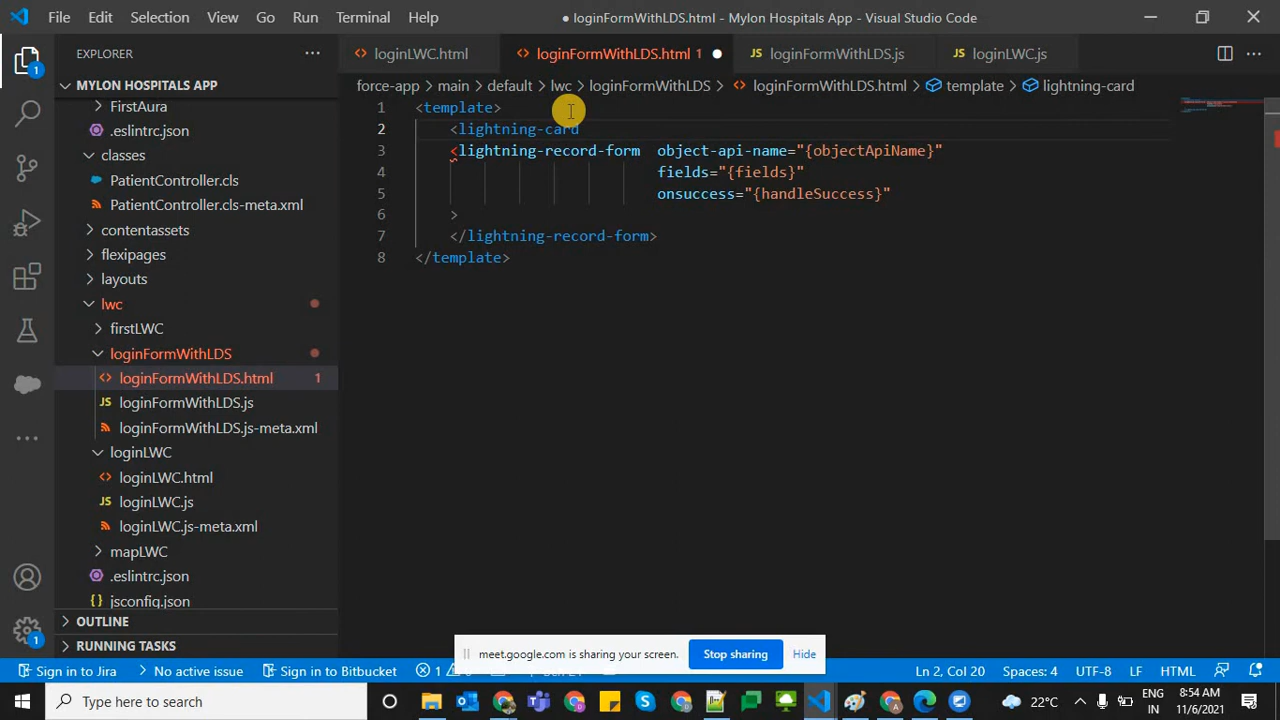 File Edit Selection View Go Run Terminal Help ● loginFormWithLDS.html - Mylon Hospitals App - Visual Studio Code
EXPLORER ···
loginLWC.html loginFormWithLDS.html 1 ● JS loginFormWithLDS.js JS loginLWC.js ···
MYLON HOSPITALS APP
force-app > main > default > lwc > loginFormWithLDS > loginFormWithLDS.html > template > lightning-card
FirstAura
.eslintrc.json
classes
PatientController.cls
PatientController.cls-meta.xml
contentassets
flexipages
layouts
lwc
firstLWC
loginFormWithLDS
loginFormWithLDS.html 1
JS loginFormWithLDS.js
loginFormWithLDS.js-meta.xml
loginLWC
loginLWC.html
JS loginLWC.js
loginLWC.js-meta.xml
mapLWC
.eslintrc.json
{} jsconfig.json
OUTLINE
RUNNING TASKS
1 <template>
2 <lightning-card
3 <lightning-record-form object-api-name="{objectApiName}"
4 fields="{fields}"
5 onsuccess="{handleSuccess}"
6 >
7 </lightning-record-form>
8 </template>
1
1
meet.google.com is sharing your screen. Stop sharing Hide
Sign in to Jira No active issue Sign in to Bitbucket 1 Ln 2, Col 20 Spaces: 4 UTF-8 LF HTML
Type here to search 22°C ENG IN 8:54 AM 11/6/2021